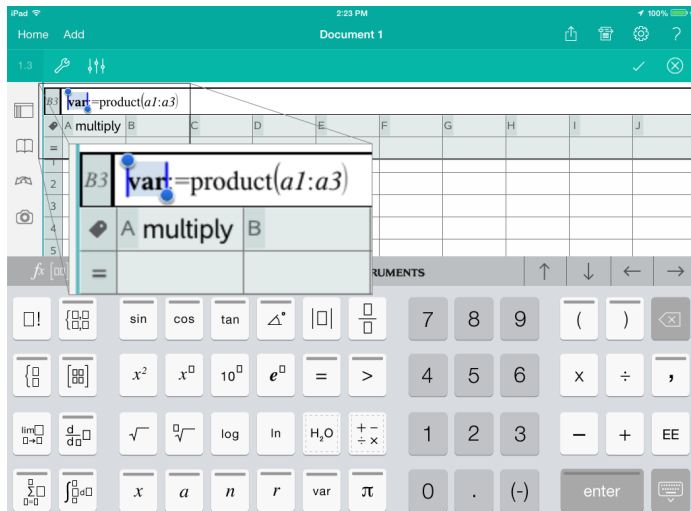 iPad 2:23 PM 100%
Home Add Document 1 ?
1.3
B3 var:=product(a1:a3)
A multiply B C D E F G H I J
=
1
2
3
4
5
B3 var:=product(a1:a3)
A multiply B
=
fx RUMENTS ↑ ↓ ← →
□! {□,□ □,□} sin cos tan ∠° |□| □/□ 7 8 9 ( )
{□ □ [□□ □□] x² x^□ 10^□ e^□ = > 4 5 6 x ÷ ,
lim□ □→□ d/d□ □ √ □√ log ln H₂O + − ÷ × 1 2 3 − + EE
□ Σ□ □=□ ∫□d□ x a n r var π 0 . (-) enter